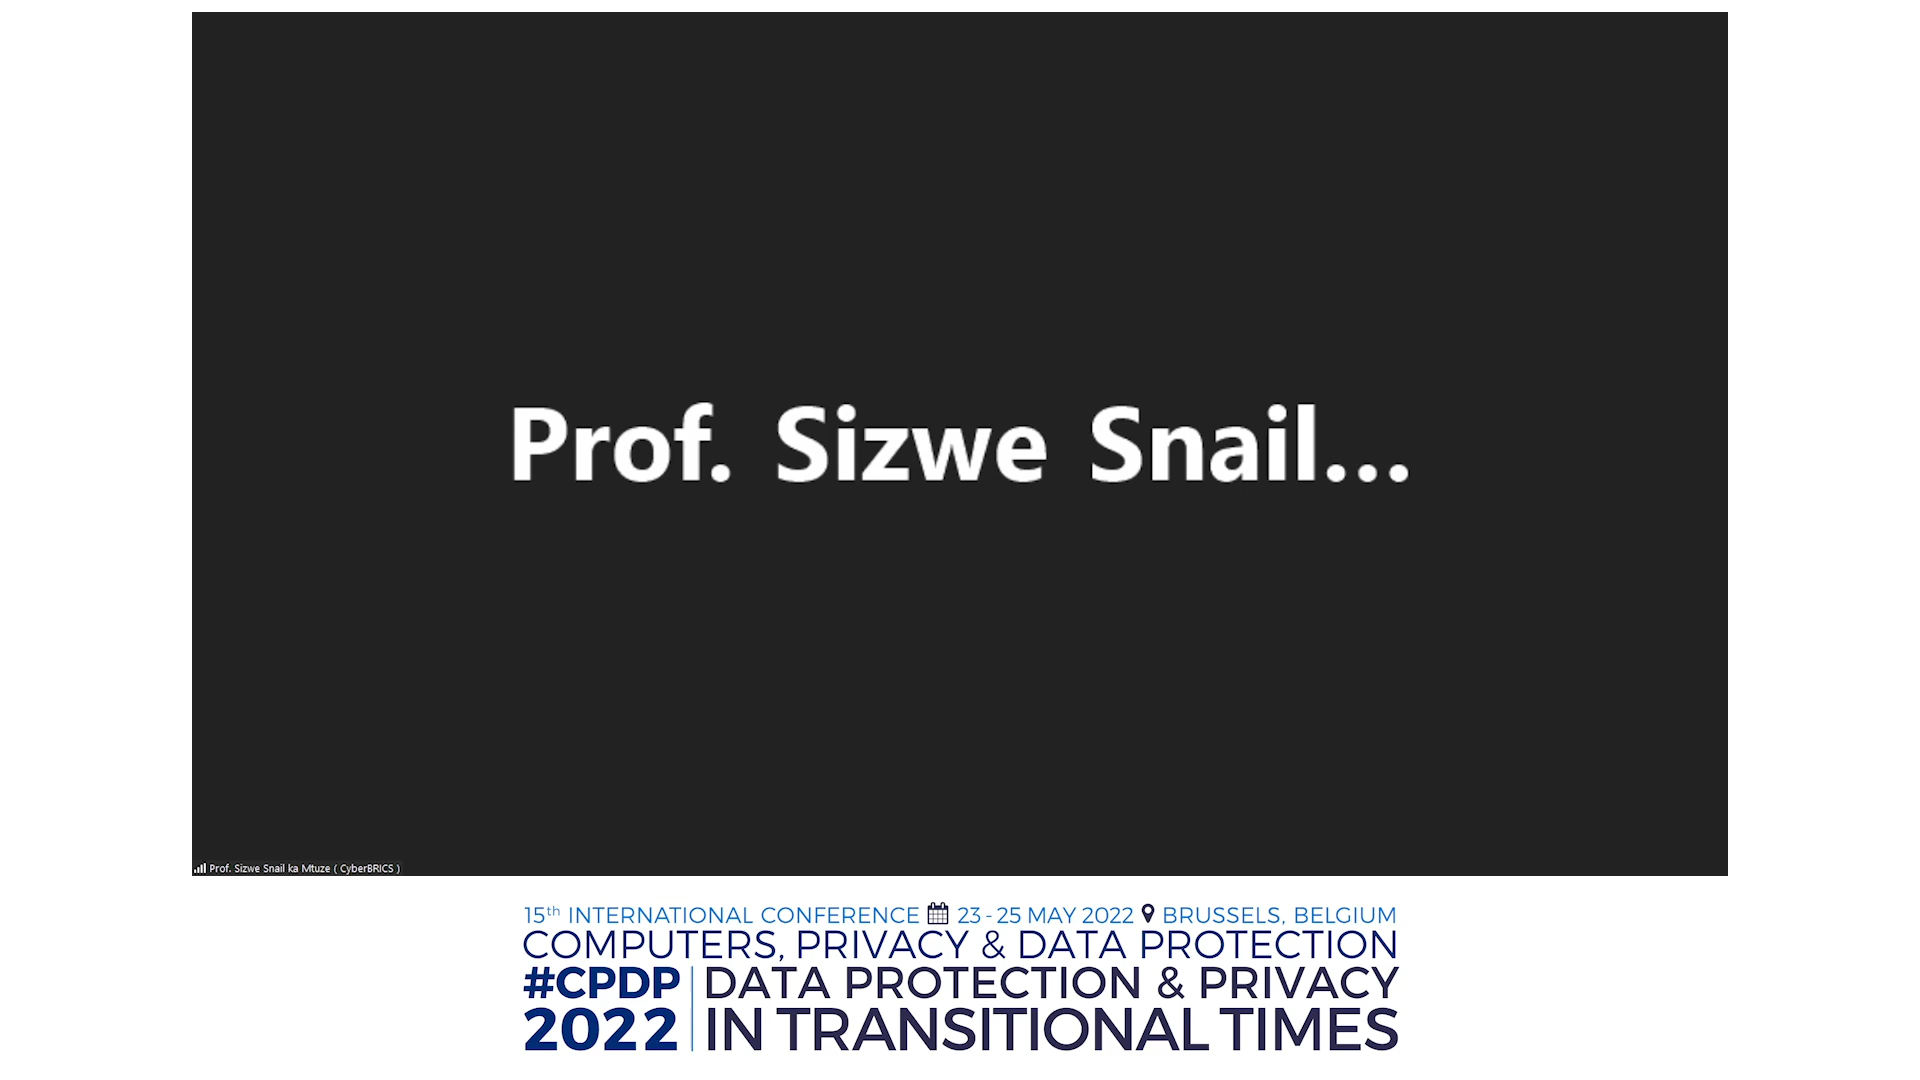 Prof. Sizwe Snail...
Prof. Sizwe Snail ka Mtuze ( CyberBRICS )
15th INTERNATIONAL CONFERENCE 23 - 25 MAY 2022 BRUSSELS, BELGIUM
COMPUTERS, PRIVACY & DATA PROTECTION
#CPDP DATA PROTECTION & PRIVACY
2022 IN TRANSITIONAL TIMES